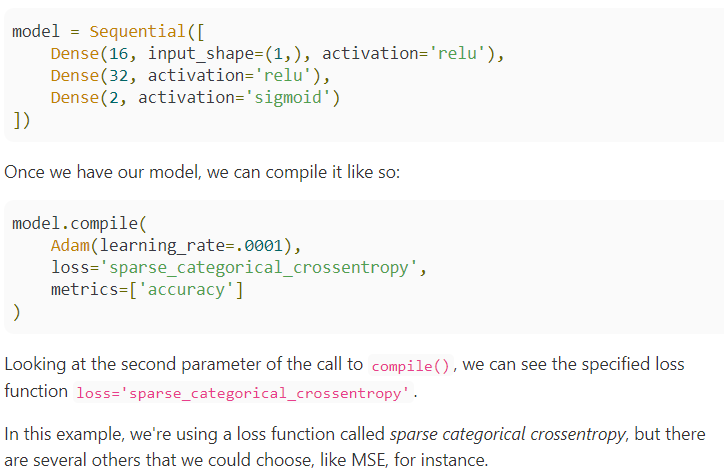 model = Sequential([
    Dense(16, input_shape=(1,), activation='relu'),
    Dense(32, activation='relu'),
    Dense(2, activation='sigmoid')
])
Once we have our model, we can compile it like so:
model.compile(
    Adam(learning_rate=.0001),
    loss='sparse_categorical_crossentropy',
    metrics=['accuracy']
)
Looking at the second parameter of the call to compile(), we can see the specified loss
function loss='sparse_categorical_crossentropy'.
In this example, we're using a loss function called sparse categorical crossentropy, but there
are several others that we could choose, like MSE, for instance.